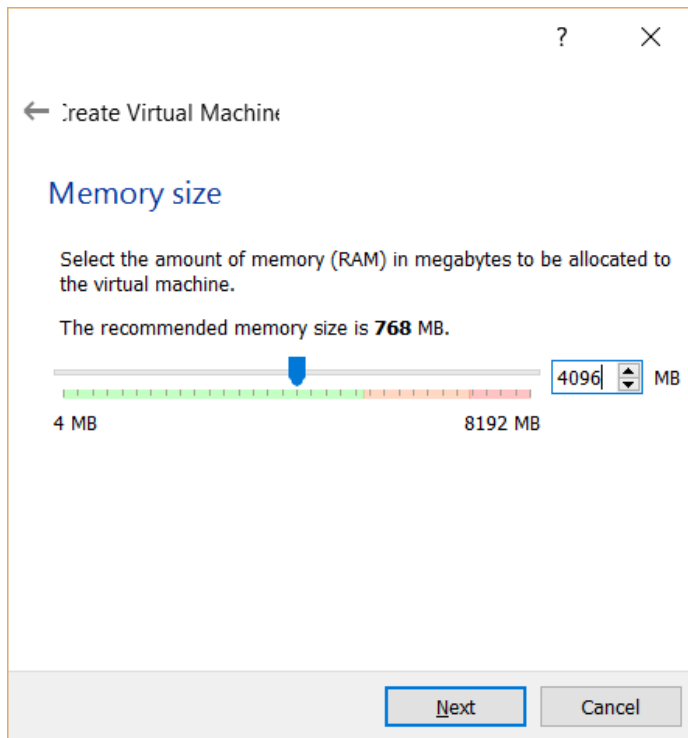 ?
Create Virtual Machine
Memory size
Select the amount of memory (RAM) in megabytes to be allocated to
the virtual machine.
The recommended memory size is 768 MB.
4096 MB
4 MB 8192 MB
Next Cancel